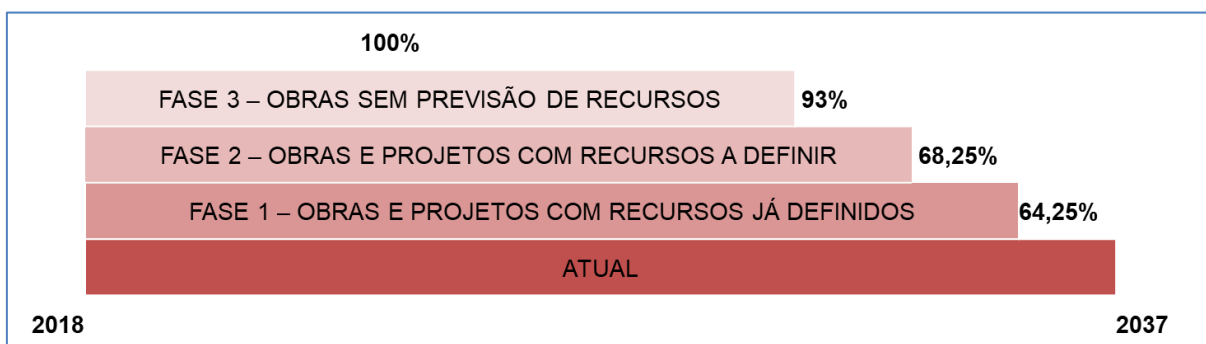 100%
FASE 3 – OBRAS SEM PREVISÃO DE RECURSOS 93%
FASE 2 – OBRAS E PROJETOS COM RECURSOS A DEFINIR 68,25%
FASE 1 – OBRAS E PROJETOS COM RECURSOS JÁ DEFINIDOS 64,25%
ATUAL
2018 2037